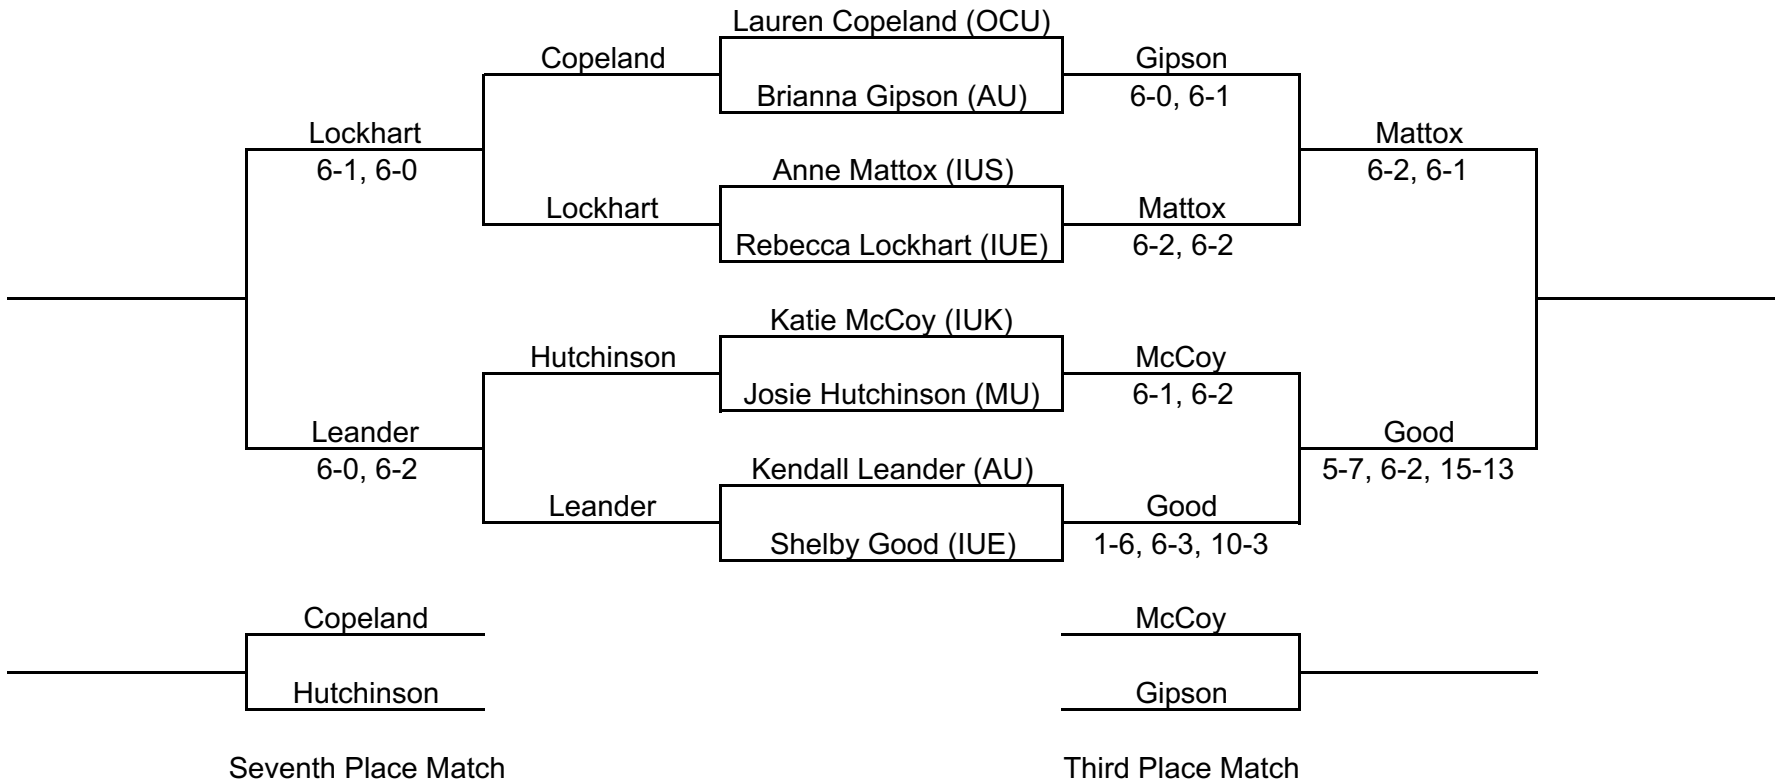 Lauren Copeland (OCU)
Copeland
Gipson
Brianna Gipson (AU)
6-0, 6-1
Lockhart
Mattox
6-1, 6-0
Anne Mattox (IUS)
6-2, 6-1
Lockhart
Mattox
Rebecca Lockhart (IUE)
6-2, 6-2
Katie McCoy (IUK)
Hutchinson
McCoy
Josie Hutchinson (MU)
6-1, 6-2
Leander
Good
6-0, 6-2
Kendall Leander (AU)
5-7, 6-2, 15-13
Leander
Good
Shelby Good (IUE)
1-6, 6-3, 10-3
Copeland
McCoy
Hutchinson
Gipson
Seventh Place Match
Third Place Match